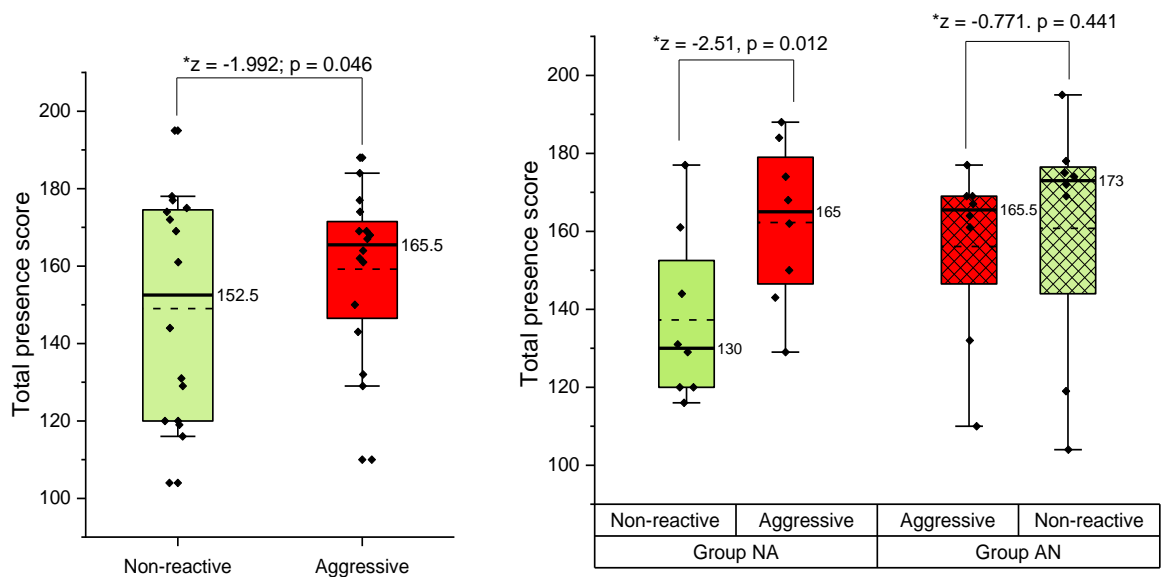 *z = -1.992; p = 0.046
Total presence score
200
180
160
140
120
100
165.5
152.5
Non-reactive Aggressive
*z = -2.51, p = 0.012
*z = -0.771. p = 0.441
Total presence score
200
180
160
140
120
100
130
165
165.5
173
Non-reactive Aggressive Aggressive Non-reactive
Group NA Group AN